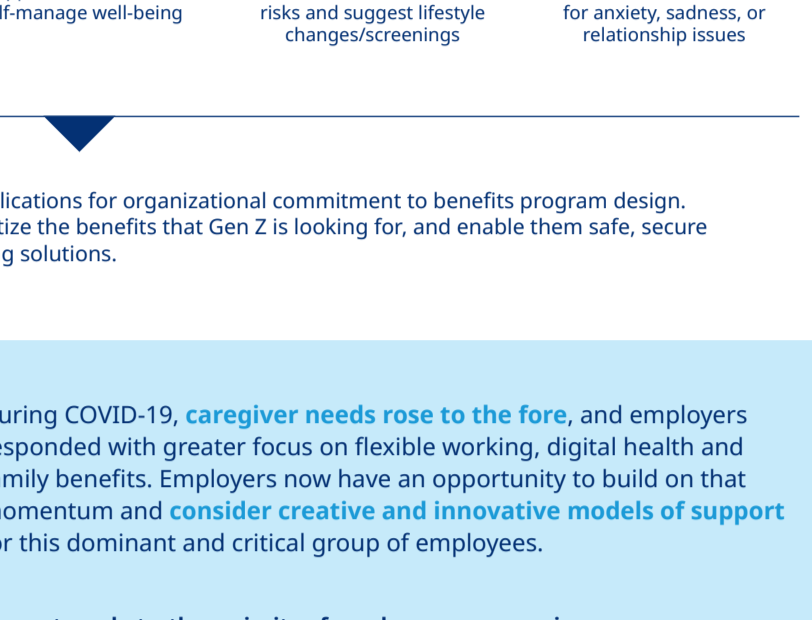 lf-manage well-being
risks and suggest lifestyle
changes/screenings
for anxiety, sadness, or
relationship issues
lications for organizational commitment to benefits program design.
tize the benefits that Gen Z is looking for, and enable them safe, secure
g solutions.
uring COVID-19, caregiver needs rose to the fore, and employers
esponded with greater focus on flexible working, digital health and
mily benefits. Employers now have an opportunity to build on that
omentum and consider creative and innovative models of support
or this dominant and critical group of employees.